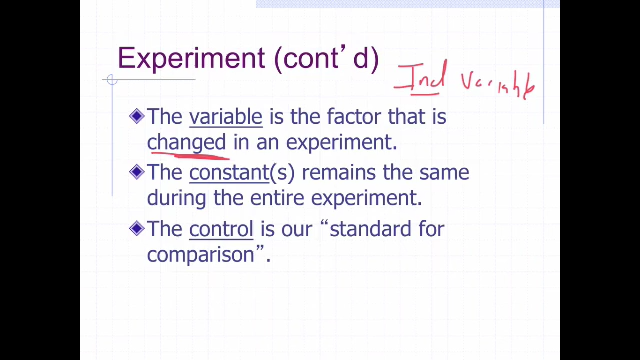 Experiment (cont'd)
Ind Variable
The variable is the factor that is
changed in an experiment.
The constant(s) remains the same
during the entire experiment.
The control is our “standard for
comparison”.